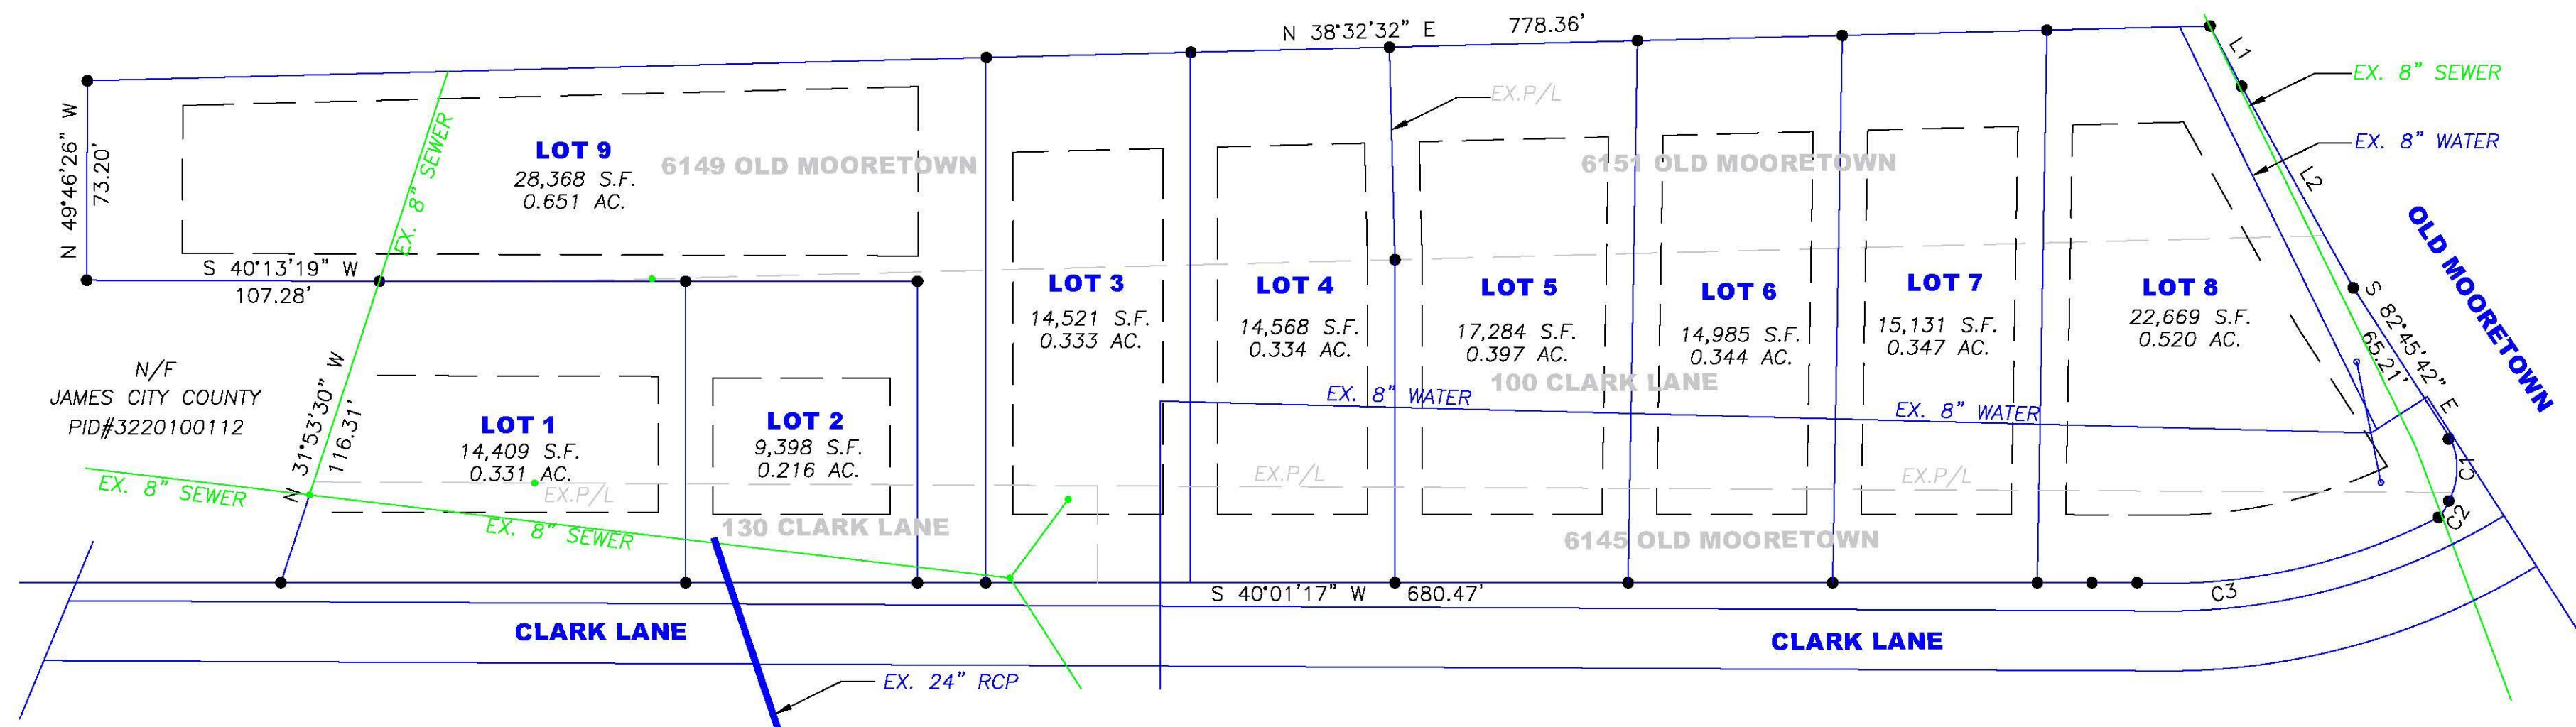 N 38°32'32" E 778.36'
L1
EX. 8" SEWER
EX. 8" WATER
L2
OLD MOORETOWN
S 82°45'42" E
65.21'
C1
C2
C3
N 49°46'26" W
73.20'
EX. 8" SEWER
LOT 9
28,368 S.F.
0.651 AC.
6149 OLD MOORETOWN
EX.P/L
6151 OLD MOORETOWN
S 40°13'19" W
107.28'
LOT 3
14,521 S.F.
0.333 AC.
LOT 4
14,568 S.F.
0.334 AC.
LOT 5
17,284 S.F.
0.397 AC.
LOT 6
14,985 S.F.
0.344 AC.
LOT 7
15,131 S.F.
0.347 AC.
LOT 8
22,669 S.F.
0.520 AC.
100 CLARK LANE
EX. 8" WATER
EX. 8" WATER
N/F
JAMES CITY COUNTY
PID#3220100112
N 31°53'30" W
116.31'
LOT 1
14,409 S.F.
0.331 AC.
EX.P/L
LOT 2
9,398 S.F.
0.216 AC.
EX.P/L
EX.P/L
EX. 8" SEWER
EX. 8" SEWER
130 CLARK LANE
6145 OLD MOORETOWN
S 40°01'17" W 680.47'
CLARK LANE
CLARK LANE
EX. 24" RCP